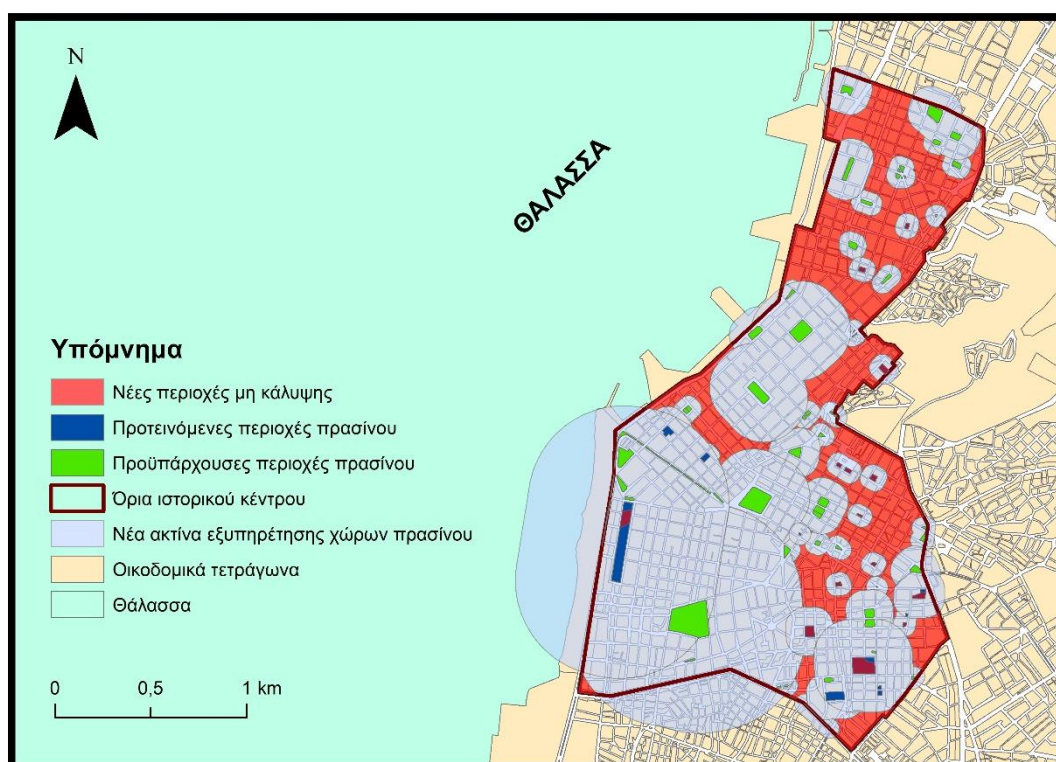 N
ΘΑΛΑΣΣΑ
Υπόμνημα
Νέες περιοχές μη κάλυψης
Προτεινόμενες περιοχές πρασίνου
Προϋπάρχουσες περιοχές πρασίνου
Όρια ιστορικού κέντρου
Νέα ακτίνα εξυπηρέτησης χώρων πρασίνου
Οικοδομικά τετράγωνα
Θάλασσα
0 0,5 1 km